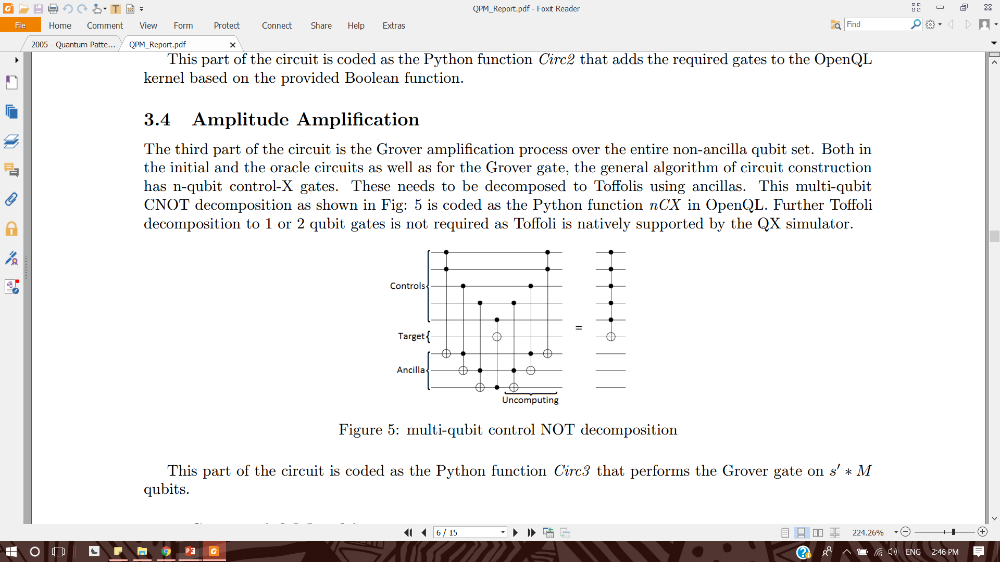 QPM_Report.pdf - Foxit Reader
File Home Comment View Form Protect Connect Share Help Extras
Find
2005 - Quantum Patte... QPM_Report.pdf
This part of the circuit is coded as the Python function Circ2 that adds the required gates to the OpenQL
kernel based on the provided Boolean function.
3.4 Amplitude Amplification
The third part of the circuit is the Grover amplification process over the entire non-ancilla qubit set. Both in
the initial and the oracle circuits as well as for the Grover gate, the general algorithm of circuit construction
has n-qubit control-X gates. These needs to be decomposed to Toffolis using ancillas. This multi-qubit
CNOT decomposition as shown in Fig: 5 is coded as the Python function nCX in OpenQL. Further Toffoli
decomposition to 1 or 2 qubit gates is not required as Toffoli is natively supported by the QX simulator.
Controls
=
Target
Ancilla
Uncomputing
Figure 5: multi-qubit control NOT decomposition
This part of the circuit is coded as the Python function Circ3 that performs the Grover gate on s′ ∗ M
qubits.
6 / 15
224.26%
ENG 2:46 PM